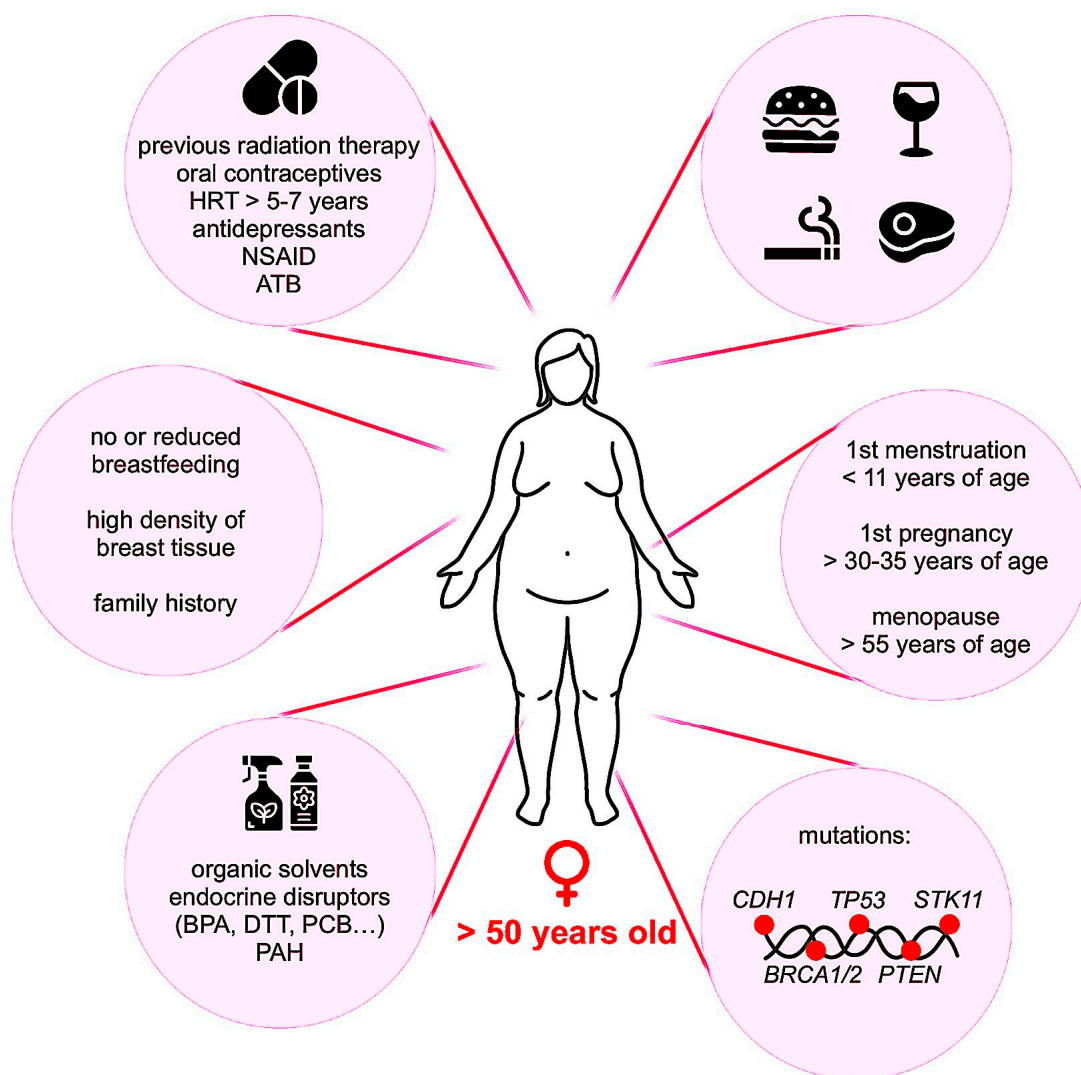 previous radiation therapy
oral contraceptives
HRT > 5-7 years
antidepressants
NSAID
ATB
no or reduced
breastfeeding
high density of
breast tissue
family history
1st menstruation
< 11 years of age
1st pregnancy
> 30-35 years of age
menopause
> 55 years of age
organic solvents
endocrine disruptors
(BPA, DTT, PCB...)
PAH
> 50 years old
mutations:
CDH1 TP53 STK11
BRCA1/2 PTEN